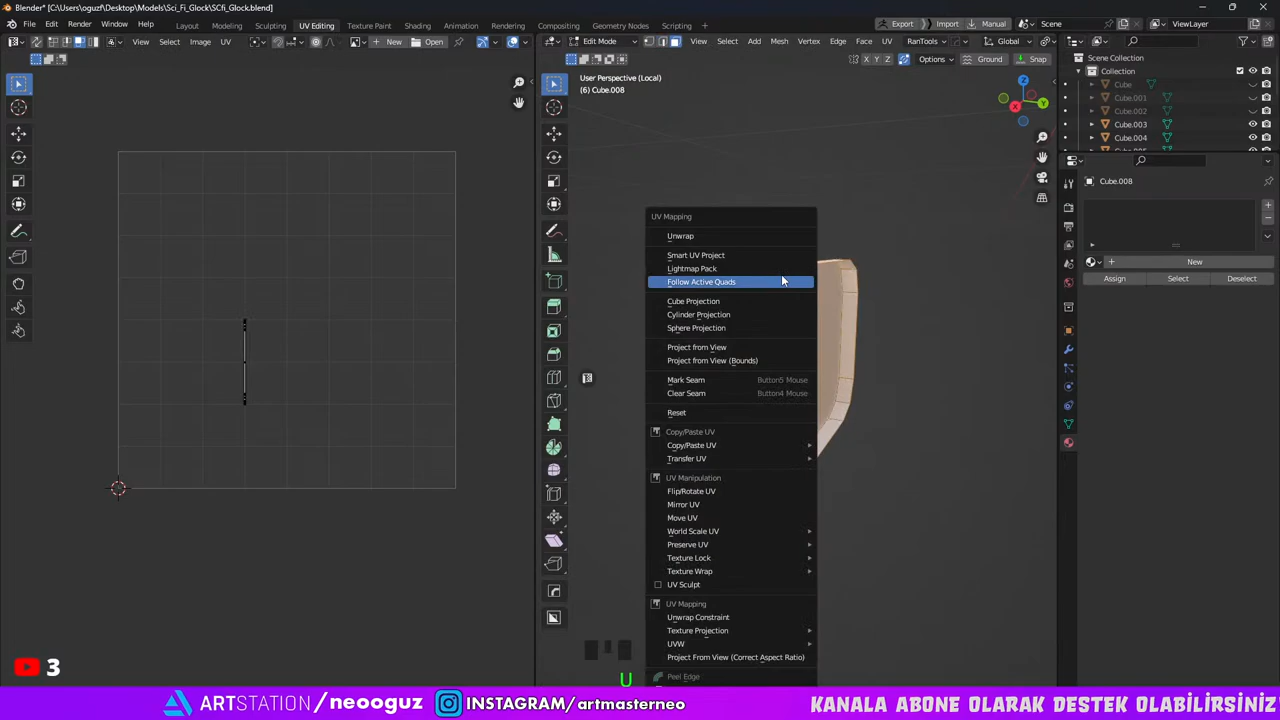 Blender* [C:\Users\oguz\Desktop\Models\Sci_Fi_Glock\SCfi_Glock.blend]
File Edit Render Window Help Layout Modeling Sculpting UV Editing Texture Paint Shading Animation Rendering Compositing Geometry Nodes Scripting + Export Import Manual Scene ViewLayer
View Select Image UV New Open
Edit Mode View Select Add Mesh Vertex Edge Face UV RanTools Global
X Y Z Options Ground Snap
User Perspective (Local)
(6) Cube.008
Z
X
Y
Scene Collection
Collection
Cube
Cube.001
Cube.002
Cube.003
Cube.004
Cube.008
New
Assign Select Deselect
UV Mapping
Unwrap
Smart UV Project
Lightmap Pack
Follow Active Quads
Cube Projection
Cylinder Projection
Sphere Projection
Project from View
Project from View (Bounds)
Mark Seam Button5 Mouse
Clear Seam Button4 Mouse
Reset
Copy/Paste UV
Copy/Paste UV
Transfer UV
UV Manipulation
Flip/Rotate UV
Mirror UV
Move UV
World Scale UV
Preserve UV
Texture Lock
Texture Wrap
UV Sculpt
UV Mapping
Unwrap Constraint
Texture Projection
UVW
Project From View (Correct Aspect Ratio)
Peel Edge
3
U
ARTSTATION/neooguz INSTAGRAM/artmasterneo KANALA ABONE OLARAK DESTEK OLABİLİRSİNİZ